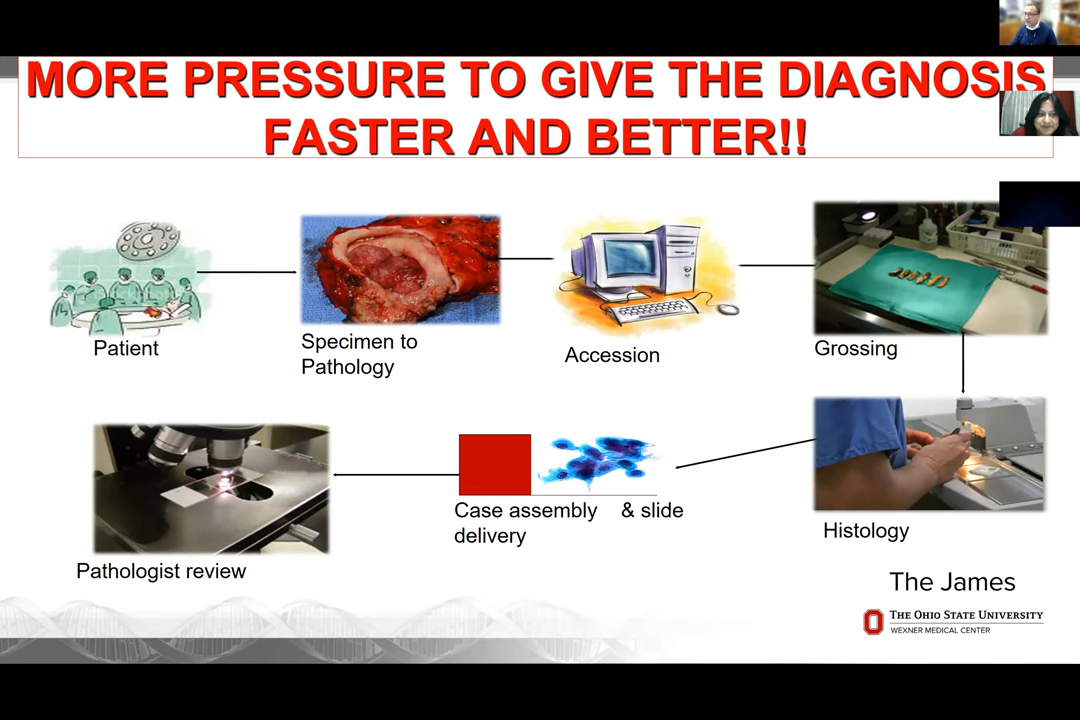 MORE PRESSURE TO GIVE THE DIAGNOSIS
FASTER AND BETTER!!
Patient
Specimen to
Pathology
Accession
Grossing
Histology
Case assembly & slide
delivery
Pathologist review
The James
THE OHIO STATE UNIVERSITY
WEXNER MEDICAL CENTER